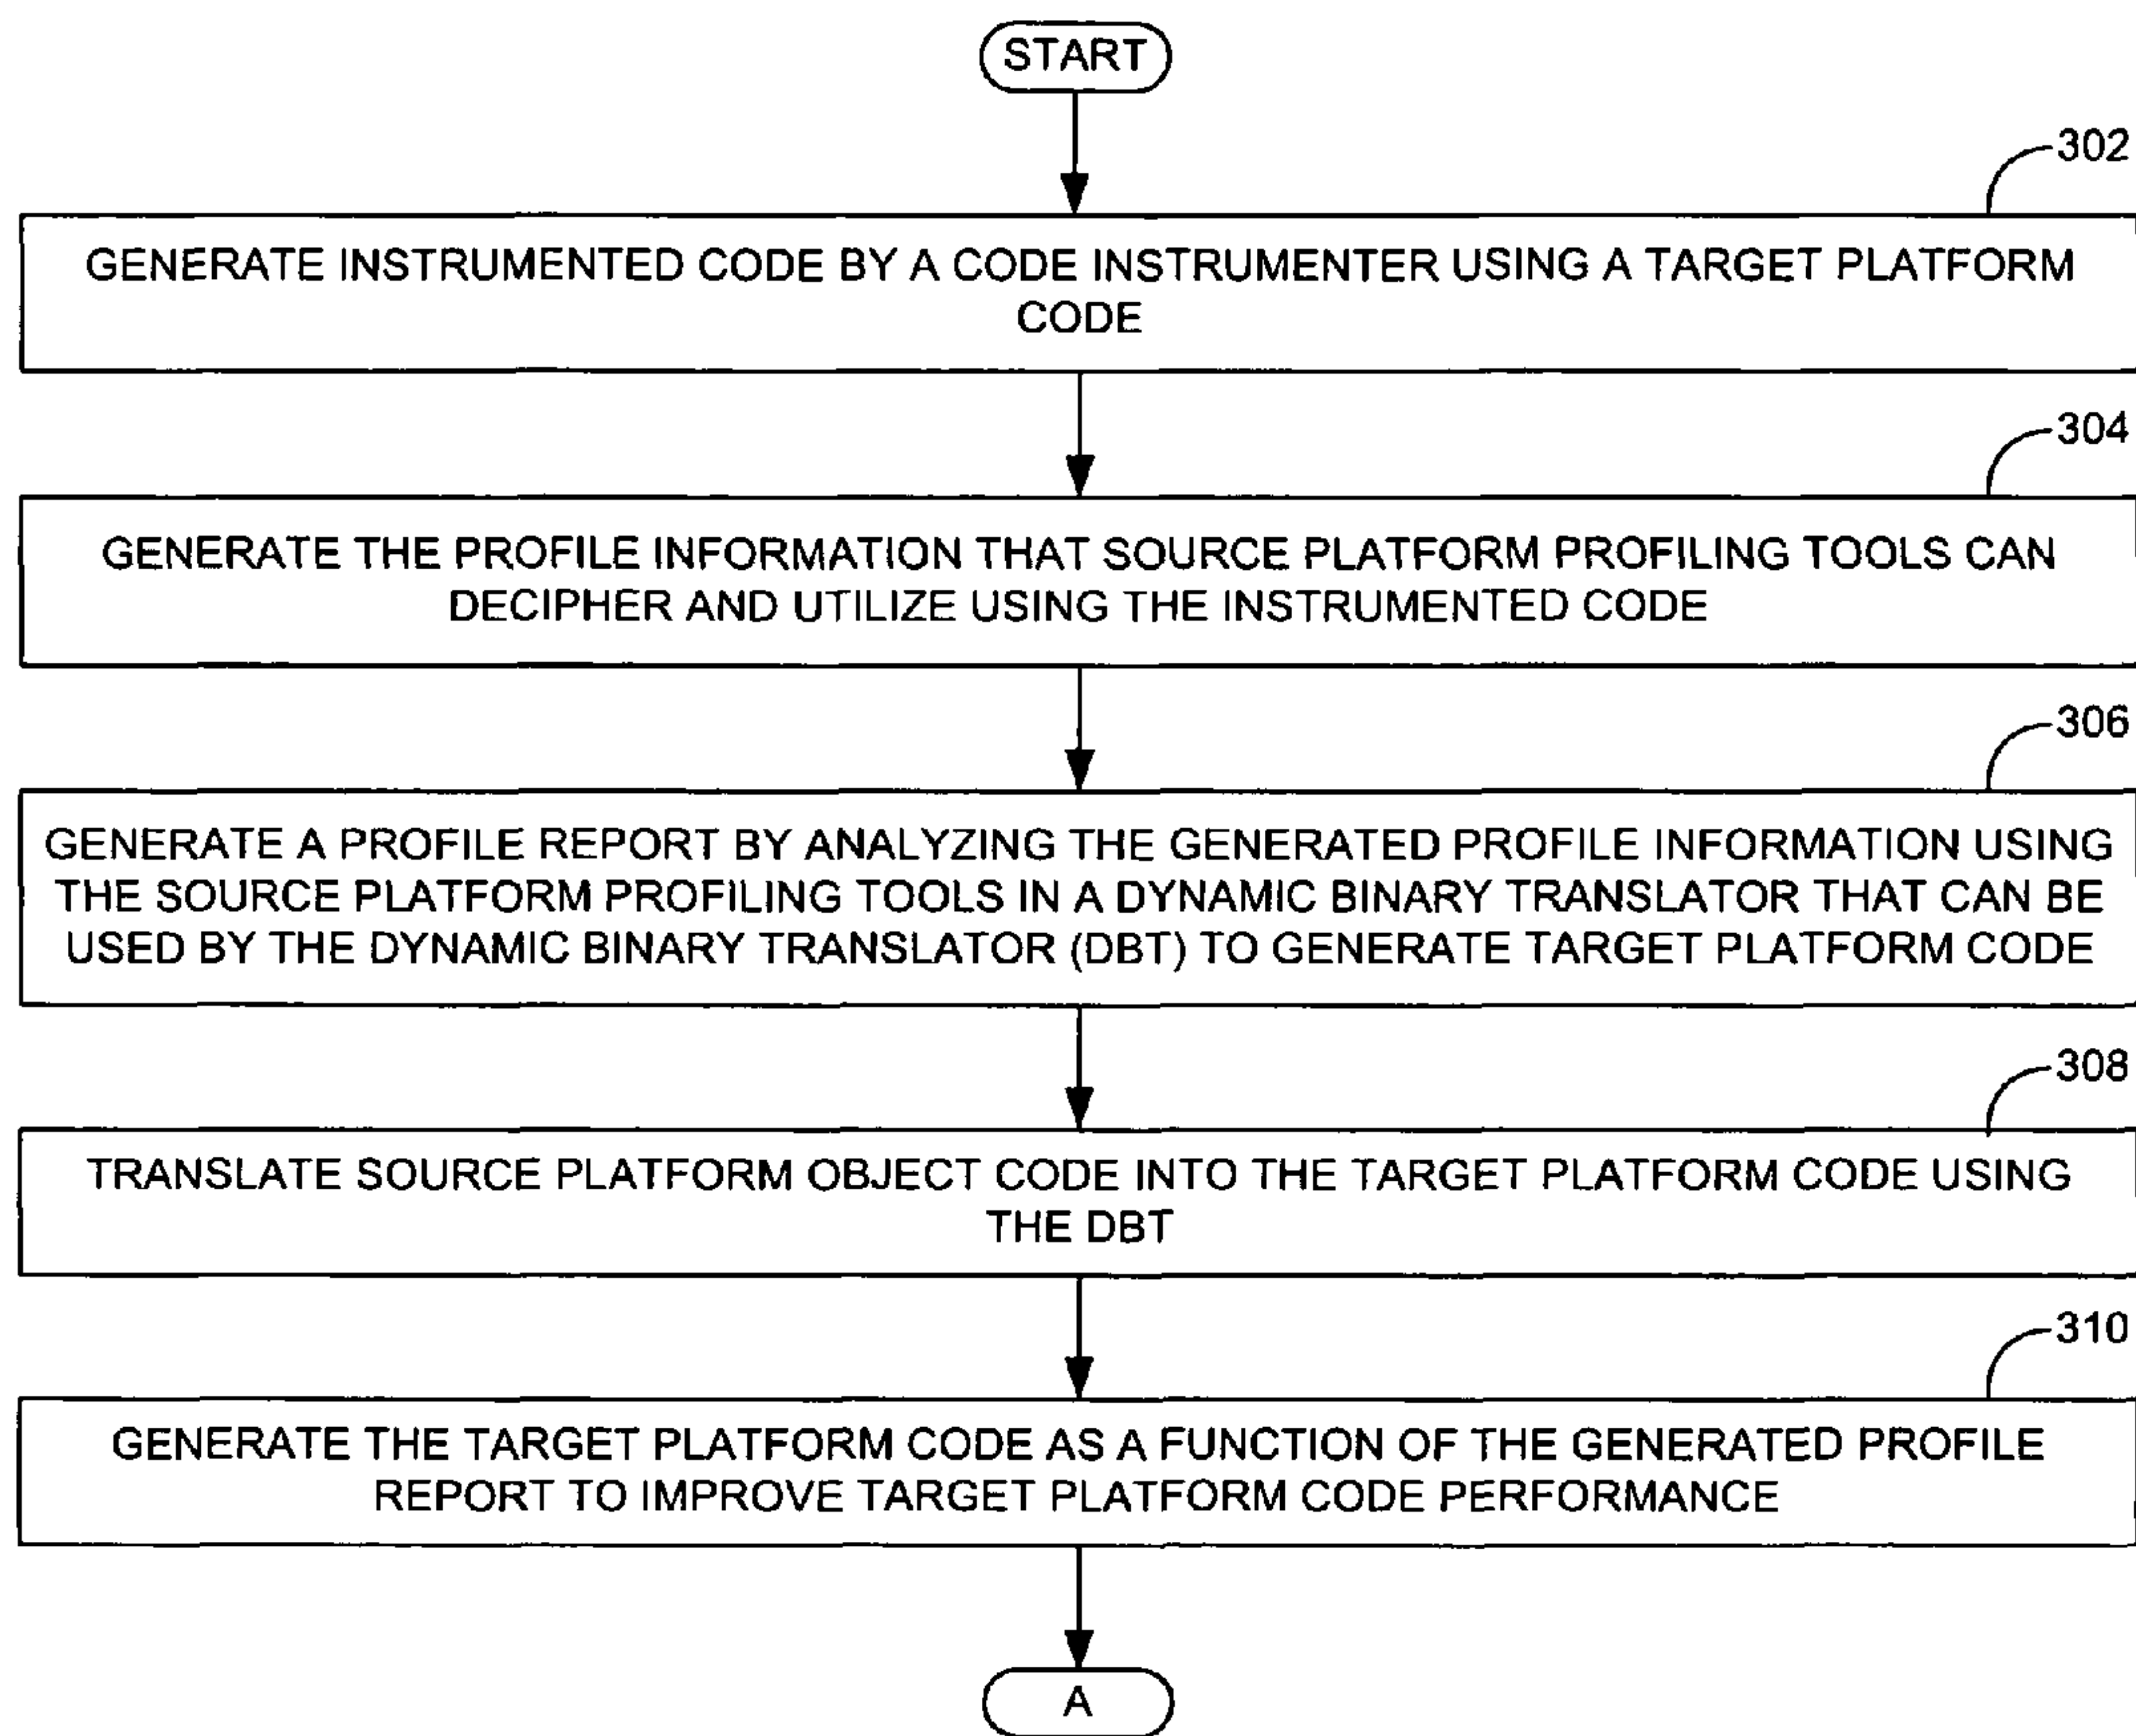 START
302
GENERATE INSTRUMENTED CODE BY A CODE INSTRUMENTER USING A TARGET PLATFORM
CODE
304
GENERATE THE PROFILE INFORMATION THAT SOURCE PLATFORM PROFILING TOOLS CAN
DECIPHER AND UTILIZE USING THE INSTRUMENTED CODE
306
GENERATE A PROFILE REPORT BY ANALYZING THE GENERATED PROFILE INFORMATION USING
THE SOURCE PLATFORM PROFILING TOOLS IN A DYNAMIC BINARY TRANSLATOR THAT CAN BE
USED BY THE DYNAMIC BINARY TRANSLATOR (DBT) TO GENERATE TARGET PLATFORM CODE
308
TRANSLATE SOURCE PLATFORM OBJECT CODE INTO THE TARGET PLATFORM CODE USING
THE DBT
310
GENERATE THE TARGET PLATFORM CODE AS A FUNCTION OF THE GENERATED PROFILE
REPORT TO IMPROVE TARGET PLATFORM CODE PERFORMANCE
A